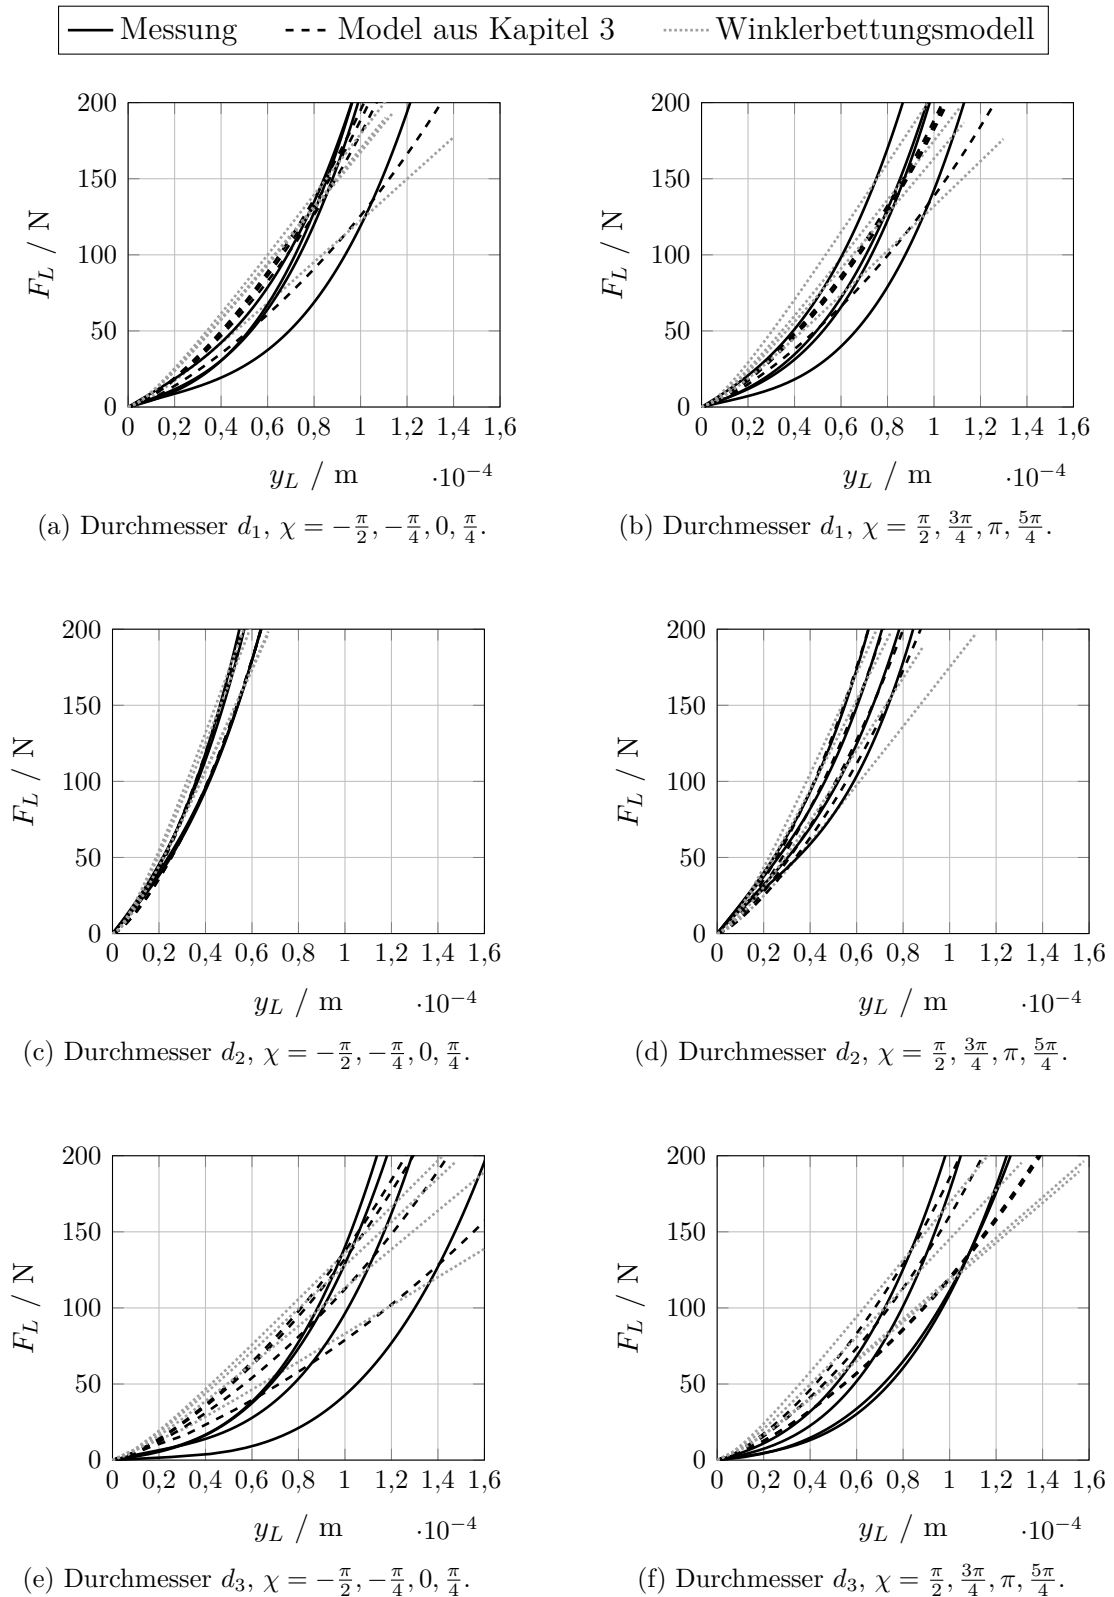 Messung Model aus Kapitel 3 Winklerbettungsmodell
200 200
150 150
100 100
50 50
0 0
F_L / N F_L / N
0 0,2 0,4 0,6 0,8 1 1,2 1,4 1,6 0 0,2 0,4 0,6 0,8 1 1,2 1,4 1,6
y_L / m ·10⁻⁴ y_L / m ·10⁻⁴
(a) Durchmesser d₁, χ = −π/2, −π/4, 0, π/4. (b) Durchmesser d₁, χ = π/2, 3π/4, π, 5π/4.
200 200
150 150
100 100
50 50
0 0
F_L / N F_L / N
0 0,2 0,4 0,6 0,8 1 1,2 1,4 1,6 0 0,2 0,4 0,6 0,8 1 1,2 1,4 1,6
y_L / m ·10⁻⁴ y_L / m ·10⁻⁴
(c) Durchmesser d₂, χ = −π/2, −π/4, 0, π/4. (d) Durchmesser d₂, χ = π/2, 3π/4, π, 5π/4.
200 200
150 150
100 100
50 50
0 0
F_L / N F_L / N
0 0,2 0,4 0,6 0,8 1 1,2 1,4 1,6 0 0,2 0,4 0,6 0,8 1 1,2 1,4 1,6
y_L / m ·10⁻⁴ y_L / m ·10⁻⁴
(e) Durchmesser d₃, χ = −π/2, −π/4, 0, π/4. (f) Durchmesser d₃, χ = π/2, 3π/4, π, 5π/4.